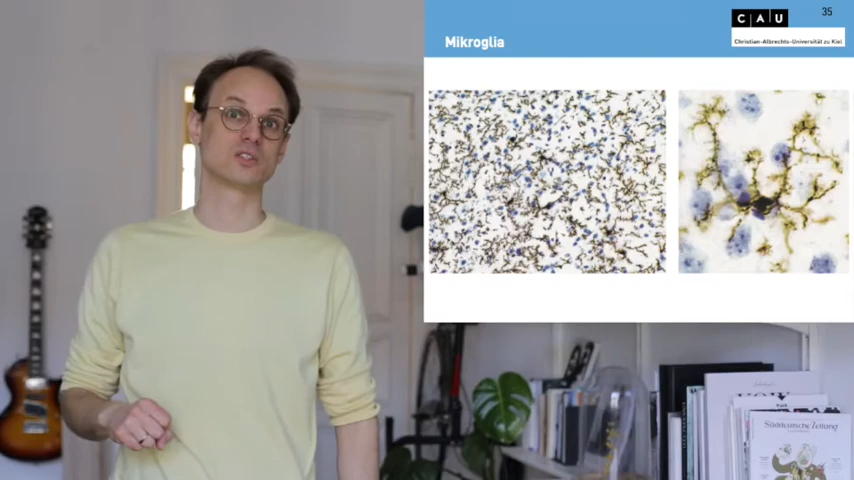 35
CAU
Christian-Albrechts-Universität zu Kiel
Mikroglia
Süddeutsche Zeitung